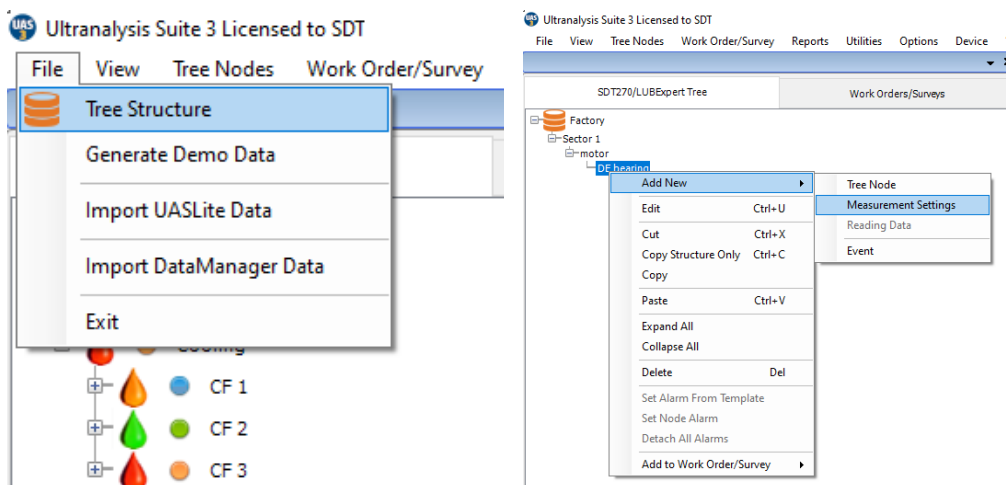 UAS
3
Ultranalysis Suite 3 Licensed to SDT
File View Tree Nodes Work Order/Survey
Tree Structure
Generate Demo Data
Import UASLite Data
Import DataManager Data
Exit
Cooling
CF 1
CF 2
CF 3
UAS
3
Ultranalysis Suite 3 Licensed to SDT
File View Tree Nodes Work Order/Survey Reports Utilities Options Device
SDT270/LUBExpert Tree Work Orders/Surveys
Factory
Sector 1
motor
DE bearing
Add New
Edit Ctrl+U
Cut Ctrl+X
Copy Structure Only Ctrl+C
Copy
Paste Ctrl+V
Expand All
Collapse All
Delete Del
Set Alarm From Template
Set Node Alarm
Detach All Alarms
Add to Work Order/Survey
Tree Node
Measurement Settings
Reading Data
Event